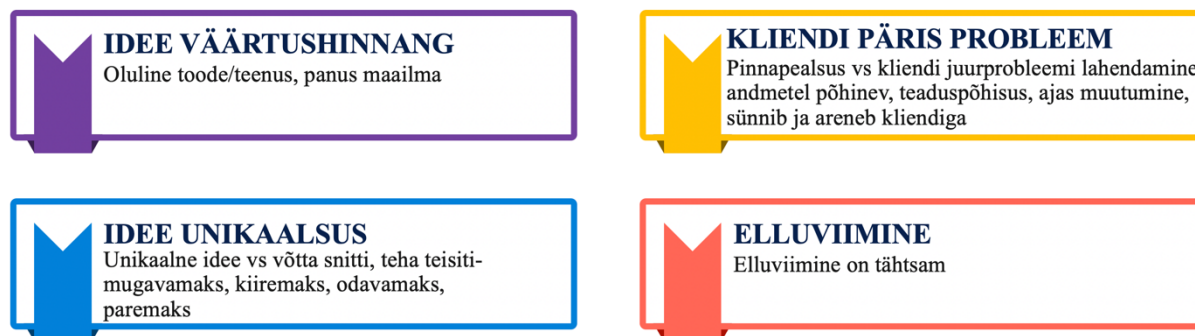 IDEE VÄÄRTUSHINNANG
Oluline toode/teenus, panus maailma
KLIENDI PÄRIS PROBLEEM
Pinnapealsus vs kliendi juurprobleemi lahendamine
andmetel põhinev, teaduspõhisus, ajas muutumine,
sünnib ja areneb kliendiga
IDEE UNIKAALSUS
Unikaalne idee vs võtta snitti, teha teisiti-
mugavamaks, kiiremaks, odavamaks,
paremaks
ELLUVIIMINE
Elluviimine on tähtsam